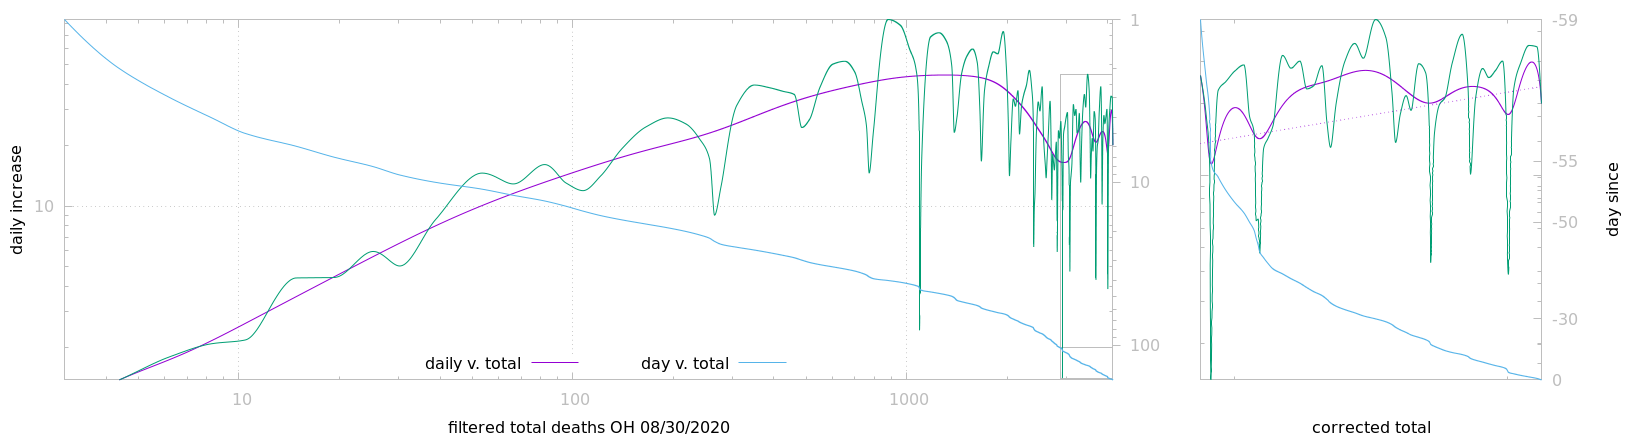 1
-59
10
10
-55
-50
-30
100
0
daily increase
day since
daily v. total
day v. total
10
100
1000
filtered total deaths OH 08/30/2020
corrected total